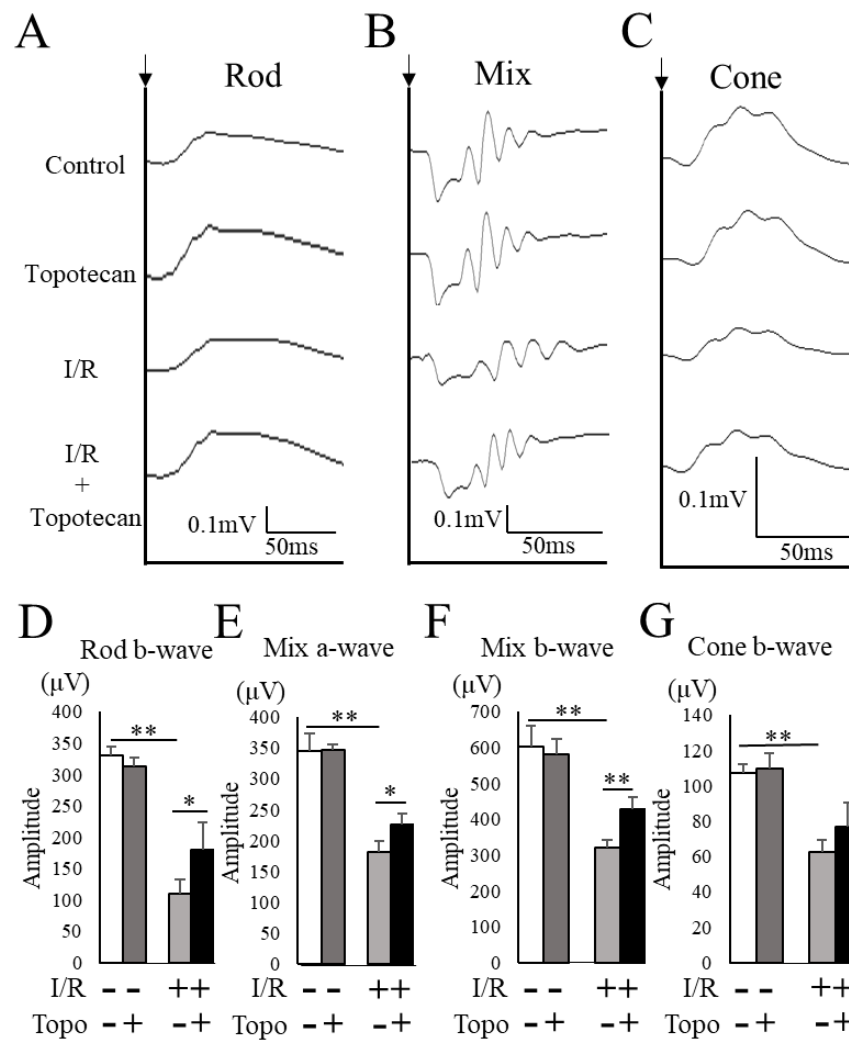 A B C
Rod Mix Cone
Control
Topotecan
I/R
I/R
+
Topotecan
0.1mV
50ms
0.1mV
50ms
0.1mV
50ms
D
Rod b-wave
(μV)
Amplitude
400
350
300
250
200
150
100
50
0
**
*
E
Mix a-wave
(μV)
Amplitude
400
350
300
250
200
150
100
50
0
**
*
F
Mix b-wave
(μV)
Amplitude
700
600
500
400
300
200
100
0
**
**
G
Cone b-wave
(μV)
Amplitude
140
120
100
80
60
40
20
0
**
I/R – – + + I/R – – + + I/R – – + + I/R – – + +
Topo – + – + Topo – + – + Topo – + – + Topo – + – +